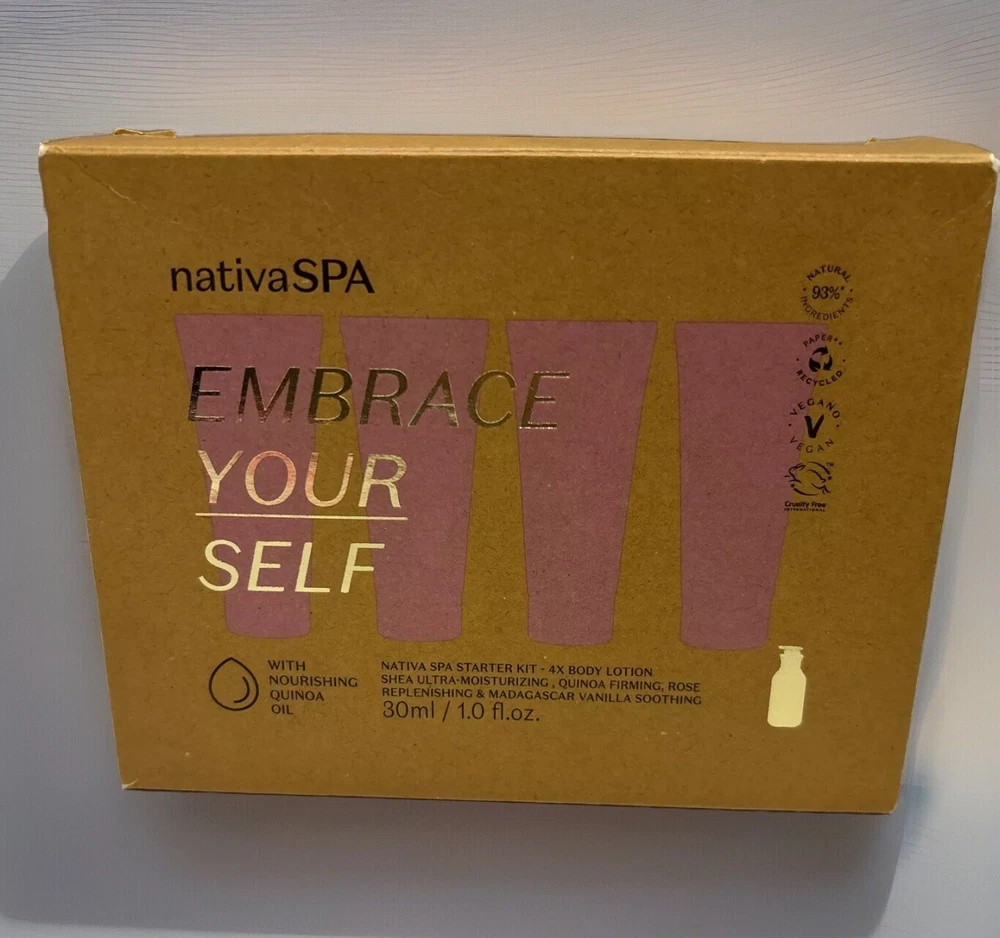 nativaSPA
NATURAL
93%*
INGREDIENTS
PAPER**
RECYCLED
VEGANO
V
VEGAN
Cruelty Free
INTERNATIONAL
EMBRACE
YOUR
SELF
WITH
NOURISHING
QUINOA
OIL
NATIVA SPA STARTER KIT - 4X BODY LOTION
SHEA ULTRA-MOISTURIZING , QUINOA FIRMING, ROSE
REPLENISHING & MADAGASCAR VANILLA SOOTHING
30ml / 1.0 fl.oz.